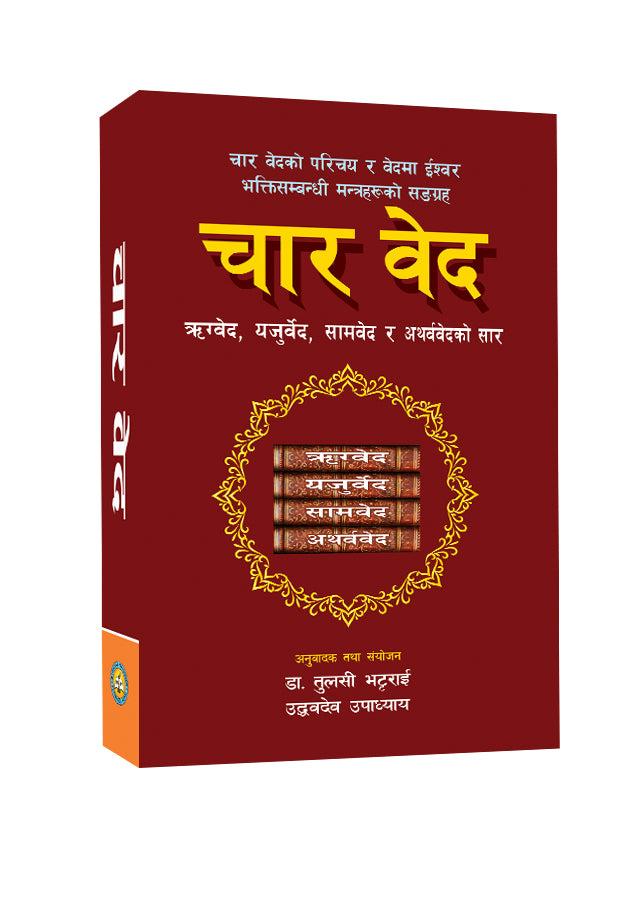 चार वेदको परिचय र वेदमा ईश्वर
भक्तिसम्बन्धी मन्त्रहरूको सङग्रह
चार वेद
ऋग्वेद, यजुर्वेद, सामवेद र अथर्ववेदको सार
ऋग्वेद
यजुर्वेद
सामवेद
अथर्ववेद
अनुवादक तथा संयोजन
डा. तुलसी भट्टराई
उद्धवदेव उपाध्याय
चार वेद